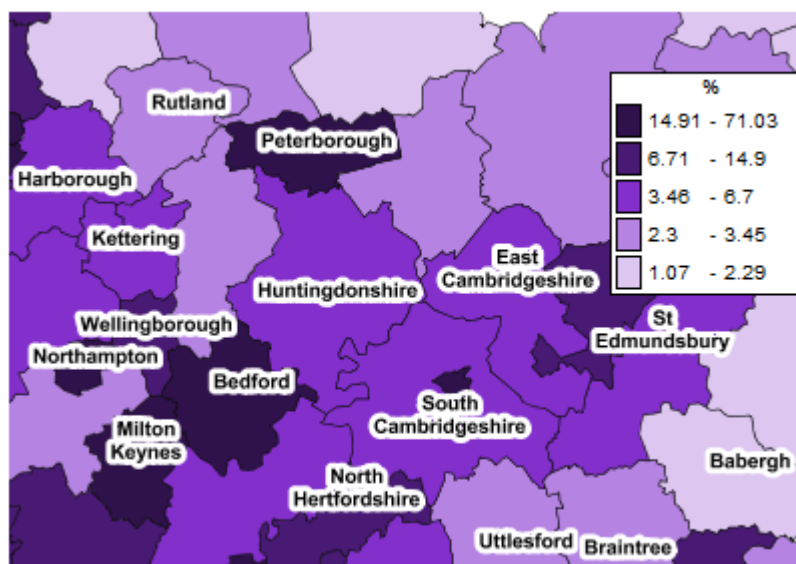 %
14.91 - 71.03
6.71 - 14.9
3.46 - 6.7
2.3 - 3.45
1.07 - 2.29
Rutland
Peterborough
Harborough
Kettering
East
Cambridgeshire
Huntingdonshire
Wellingborough
St
Edmundsbury
Northampton
Bedford
South
Cambridgeshire
Milton
Keynes
Babergh
North
Hertfordshire
Uttlesford
Braintree